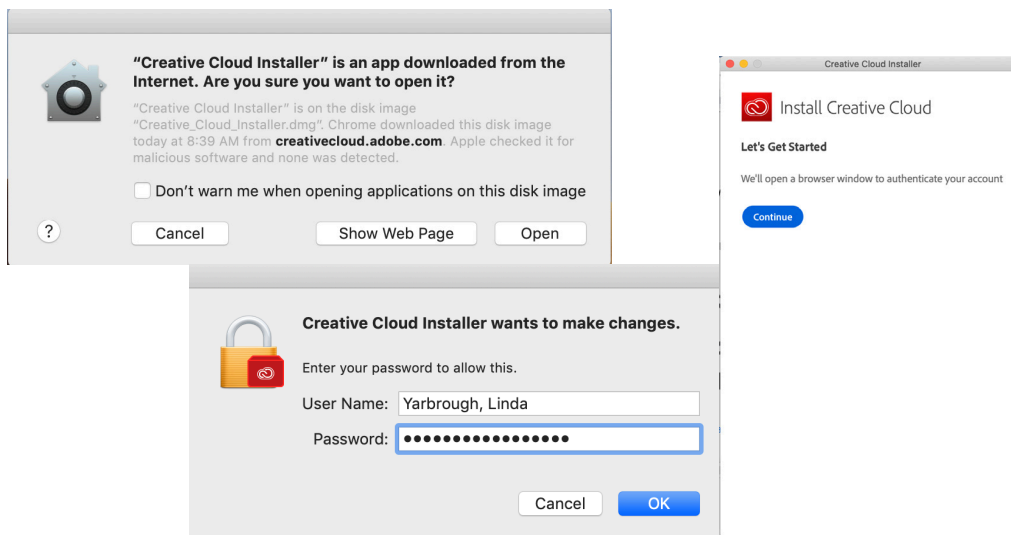 “Creative Cloud Installer” is an app downloaded from the
Internet. Are you sure you want to open it?
“Creative Cloud Installer” is on the disk image
“Creative_Cloud_Installer.dmg”. Chrome downloaded this disk image
today at 8:39 AM from creativecloud.adobe.com. Apple checked it for
malicious software and none was detected.
Don’t warn me when opening applications on this disk image
?
Cancel
Show Web Page
Open
Creative Cloud Installer
Install Creative Cloud
Let's Get Started
We'll open a browser window to authenticate your account
Continue
Creative Cloud Installer wants to make changes.
Enter your password to allow this.
User Name: Yarbrough, Linda
Password: •••••••••••••••••
Cancel
OK